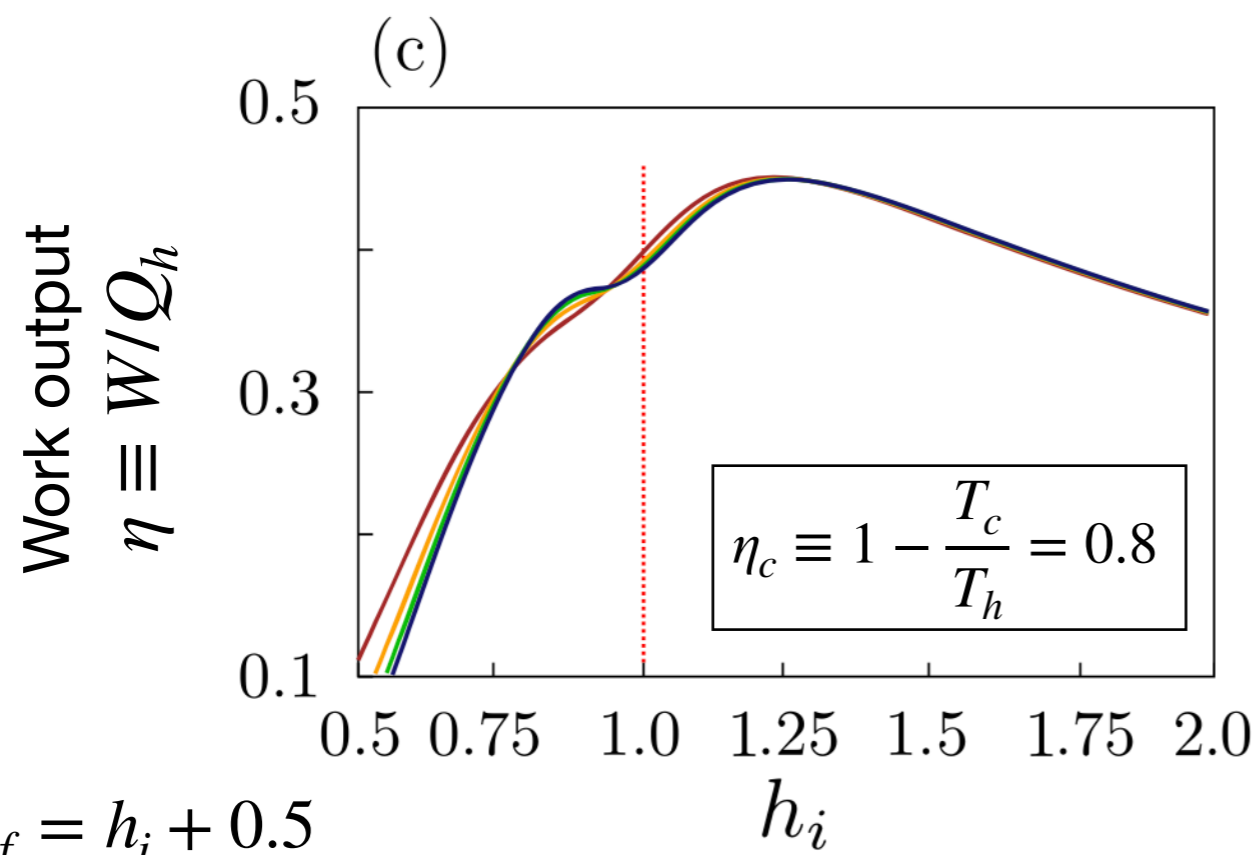 (c)
Work output
η ≡ W/Q_h
0.5
0.3
0.1
η_c ≡ 1 − T_c/T_h = 0.8
0.5 0.75 1.0 1.25 1.5 1.75 2.0
h_i
f = h_i + 0.5